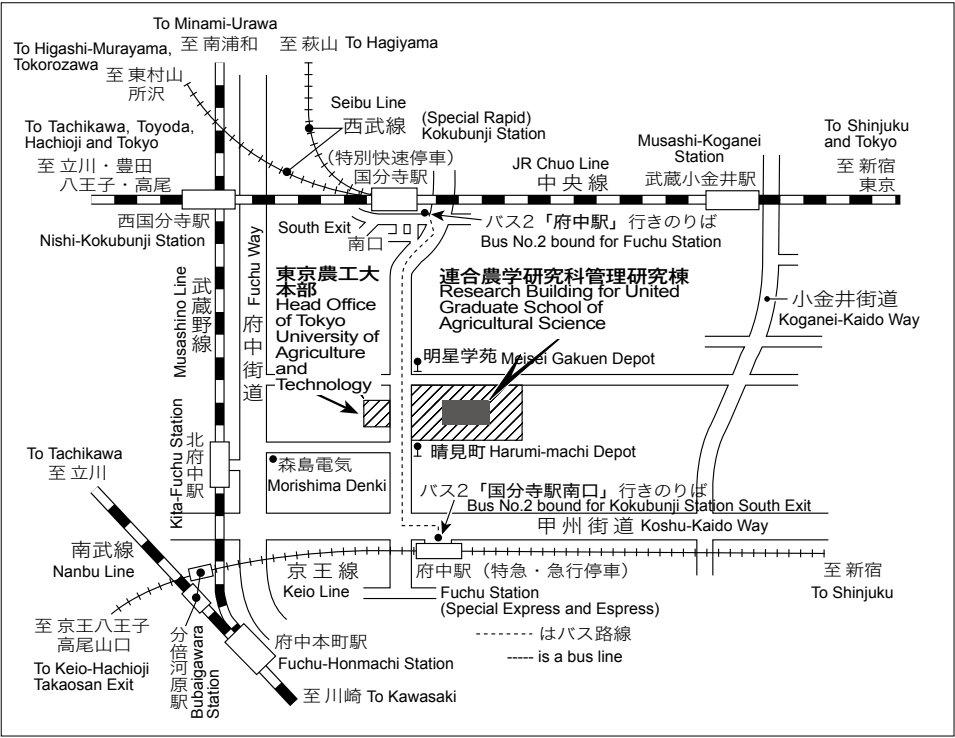 To Minami-Urawa
至 南浦和
至 萩山 To Hagiyama
To Higashi-Murayama,
Tokorozawa
至 東村山
所沢
Seibu Line
西武線
(Special Rapid)
Kokubunji Station
(特別快速停車)
国分寺駅
To Tachikawa, Toyoda,
Hachioji and Tokyo
至 立川・豊田
八王子・高尾
JR Chuo Line
中央線
Musashi-Koganei
Station
武蔵小金井駅
To Shinjuku
and Tokyo
至 新宿
東京
西国分寺駅
Nishi-Kokubunji Station
South Exit
南口
バス2「府中駅」行きのりば
Bus No.2 bound for Fuchu Station
Musashino Line
武蔵野線
Fuchu Way
府中街道
東京農工大
本部
Head Office
of Tokyo
University of
Agriculture
and
Technology
連合農学研究科管理研究棟
Research Building for United
Graduate School of
Agricultural Science
小金井街道
Koganei-Kaido Way
明星学苑 Meisei Gakuen Depot
晴見町 Harumi-machi Depot
Kita-Fuchu Station
北府中駅
森島電気
Morishima Denki
To Tachikawa
至 立川
バス2「国分寺駅南口」行きのりば
Bus No.2 bound for Kokubunji Station South Exit
甲州街道 Koshu-Kaido Way
南武線
Nanbu Line
京王線
Keio Line
府中駅(特急・急行停車)
Fuchu Station
(Special Express and Espress)
至 新宿
To Shinjuku
至 京王八王子
高尾山口
To Keio-Hachioji
Takaosan Exit
分倍河原駅
Bubaigawara
Station
府中本町駅
Fuchu-Honmachi Station
至 川崎 To Kawasaki
------- はバス路線
----- is a bus line